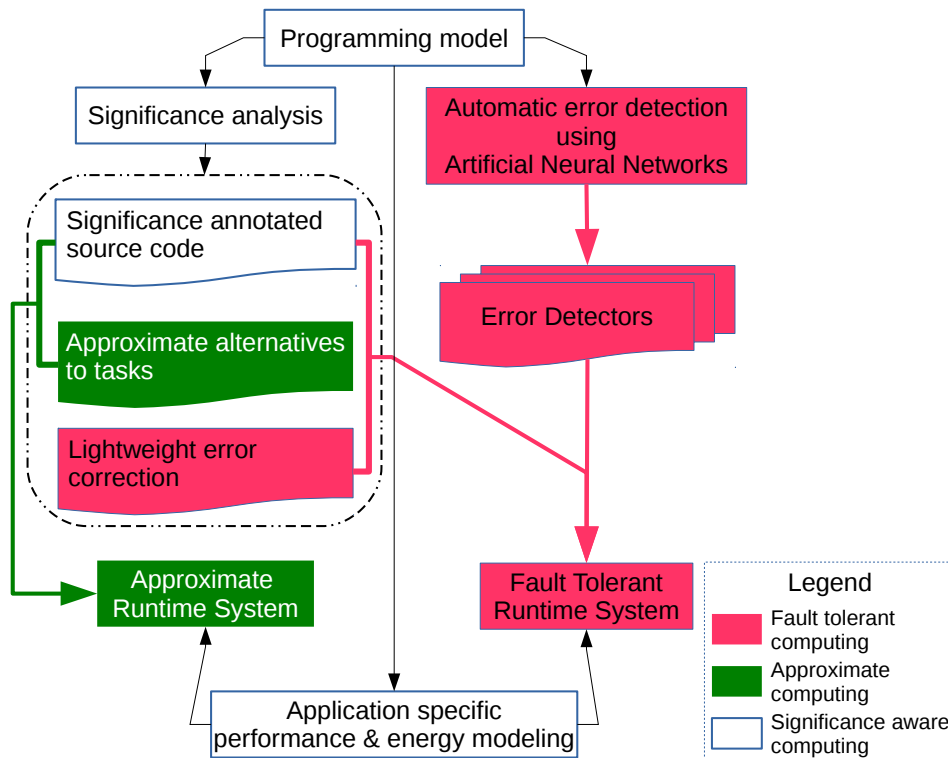 Programming model
Significance analysis
Automatic error detection
using
Artificial Neural Networks
Significance annotated
source code
Error Detectors
Approximate alternatives
to tasks
Lightweight error
correction
Approximate
Runtime System
Fault Tolerant
Runtime System
Application specific
performance & energy modeling
Legend
Fault tolerant
computing
Approximate
computing
Significance aware
computing